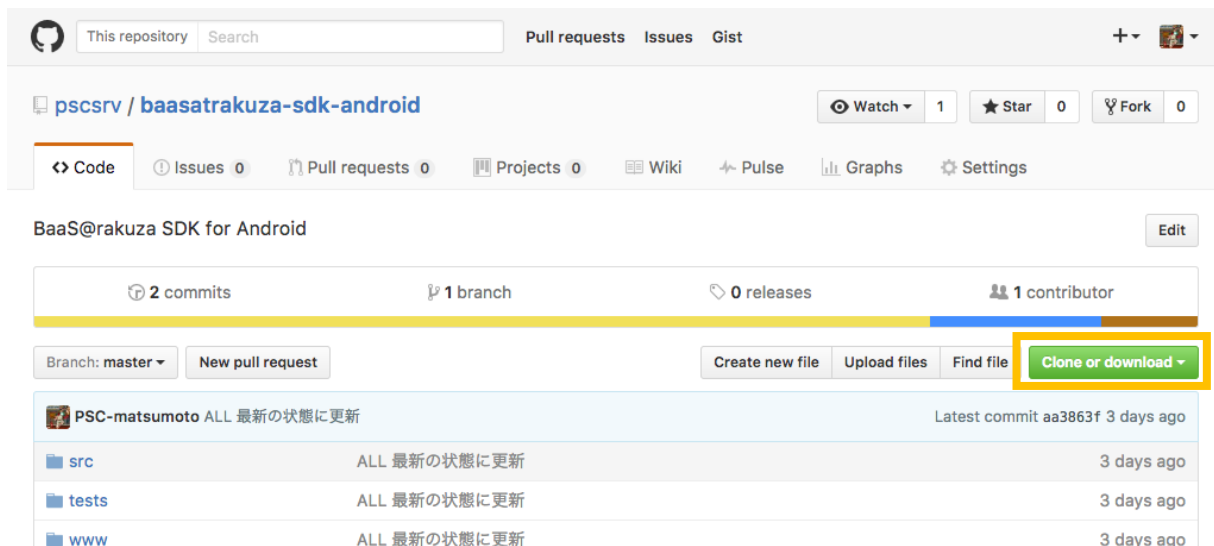 This repository Search Pull requests Issues Gist
pscsrv / baasatrakuza-sdk-android Watch 1 Star 0 Fork 0
Code Issues 0 Pull requests 0 Projects 0 Wiki Pulse Graphs Settings
BaaS@rakuza SDK for Android Edit
2 commits 1 branch 0 releases 1 contributor
Branch: master New pull request Create new file Upload files Find file Clone or download
PSC-matsumoto ALL 最新の状態に更新 Latest commit aa3863f 3 days ago
src ALL 最新の状態に更新 3 days ago
tests ALL 最新の状態に更新 3 days ago
www ALL 最新の状態に更新 3 days ago